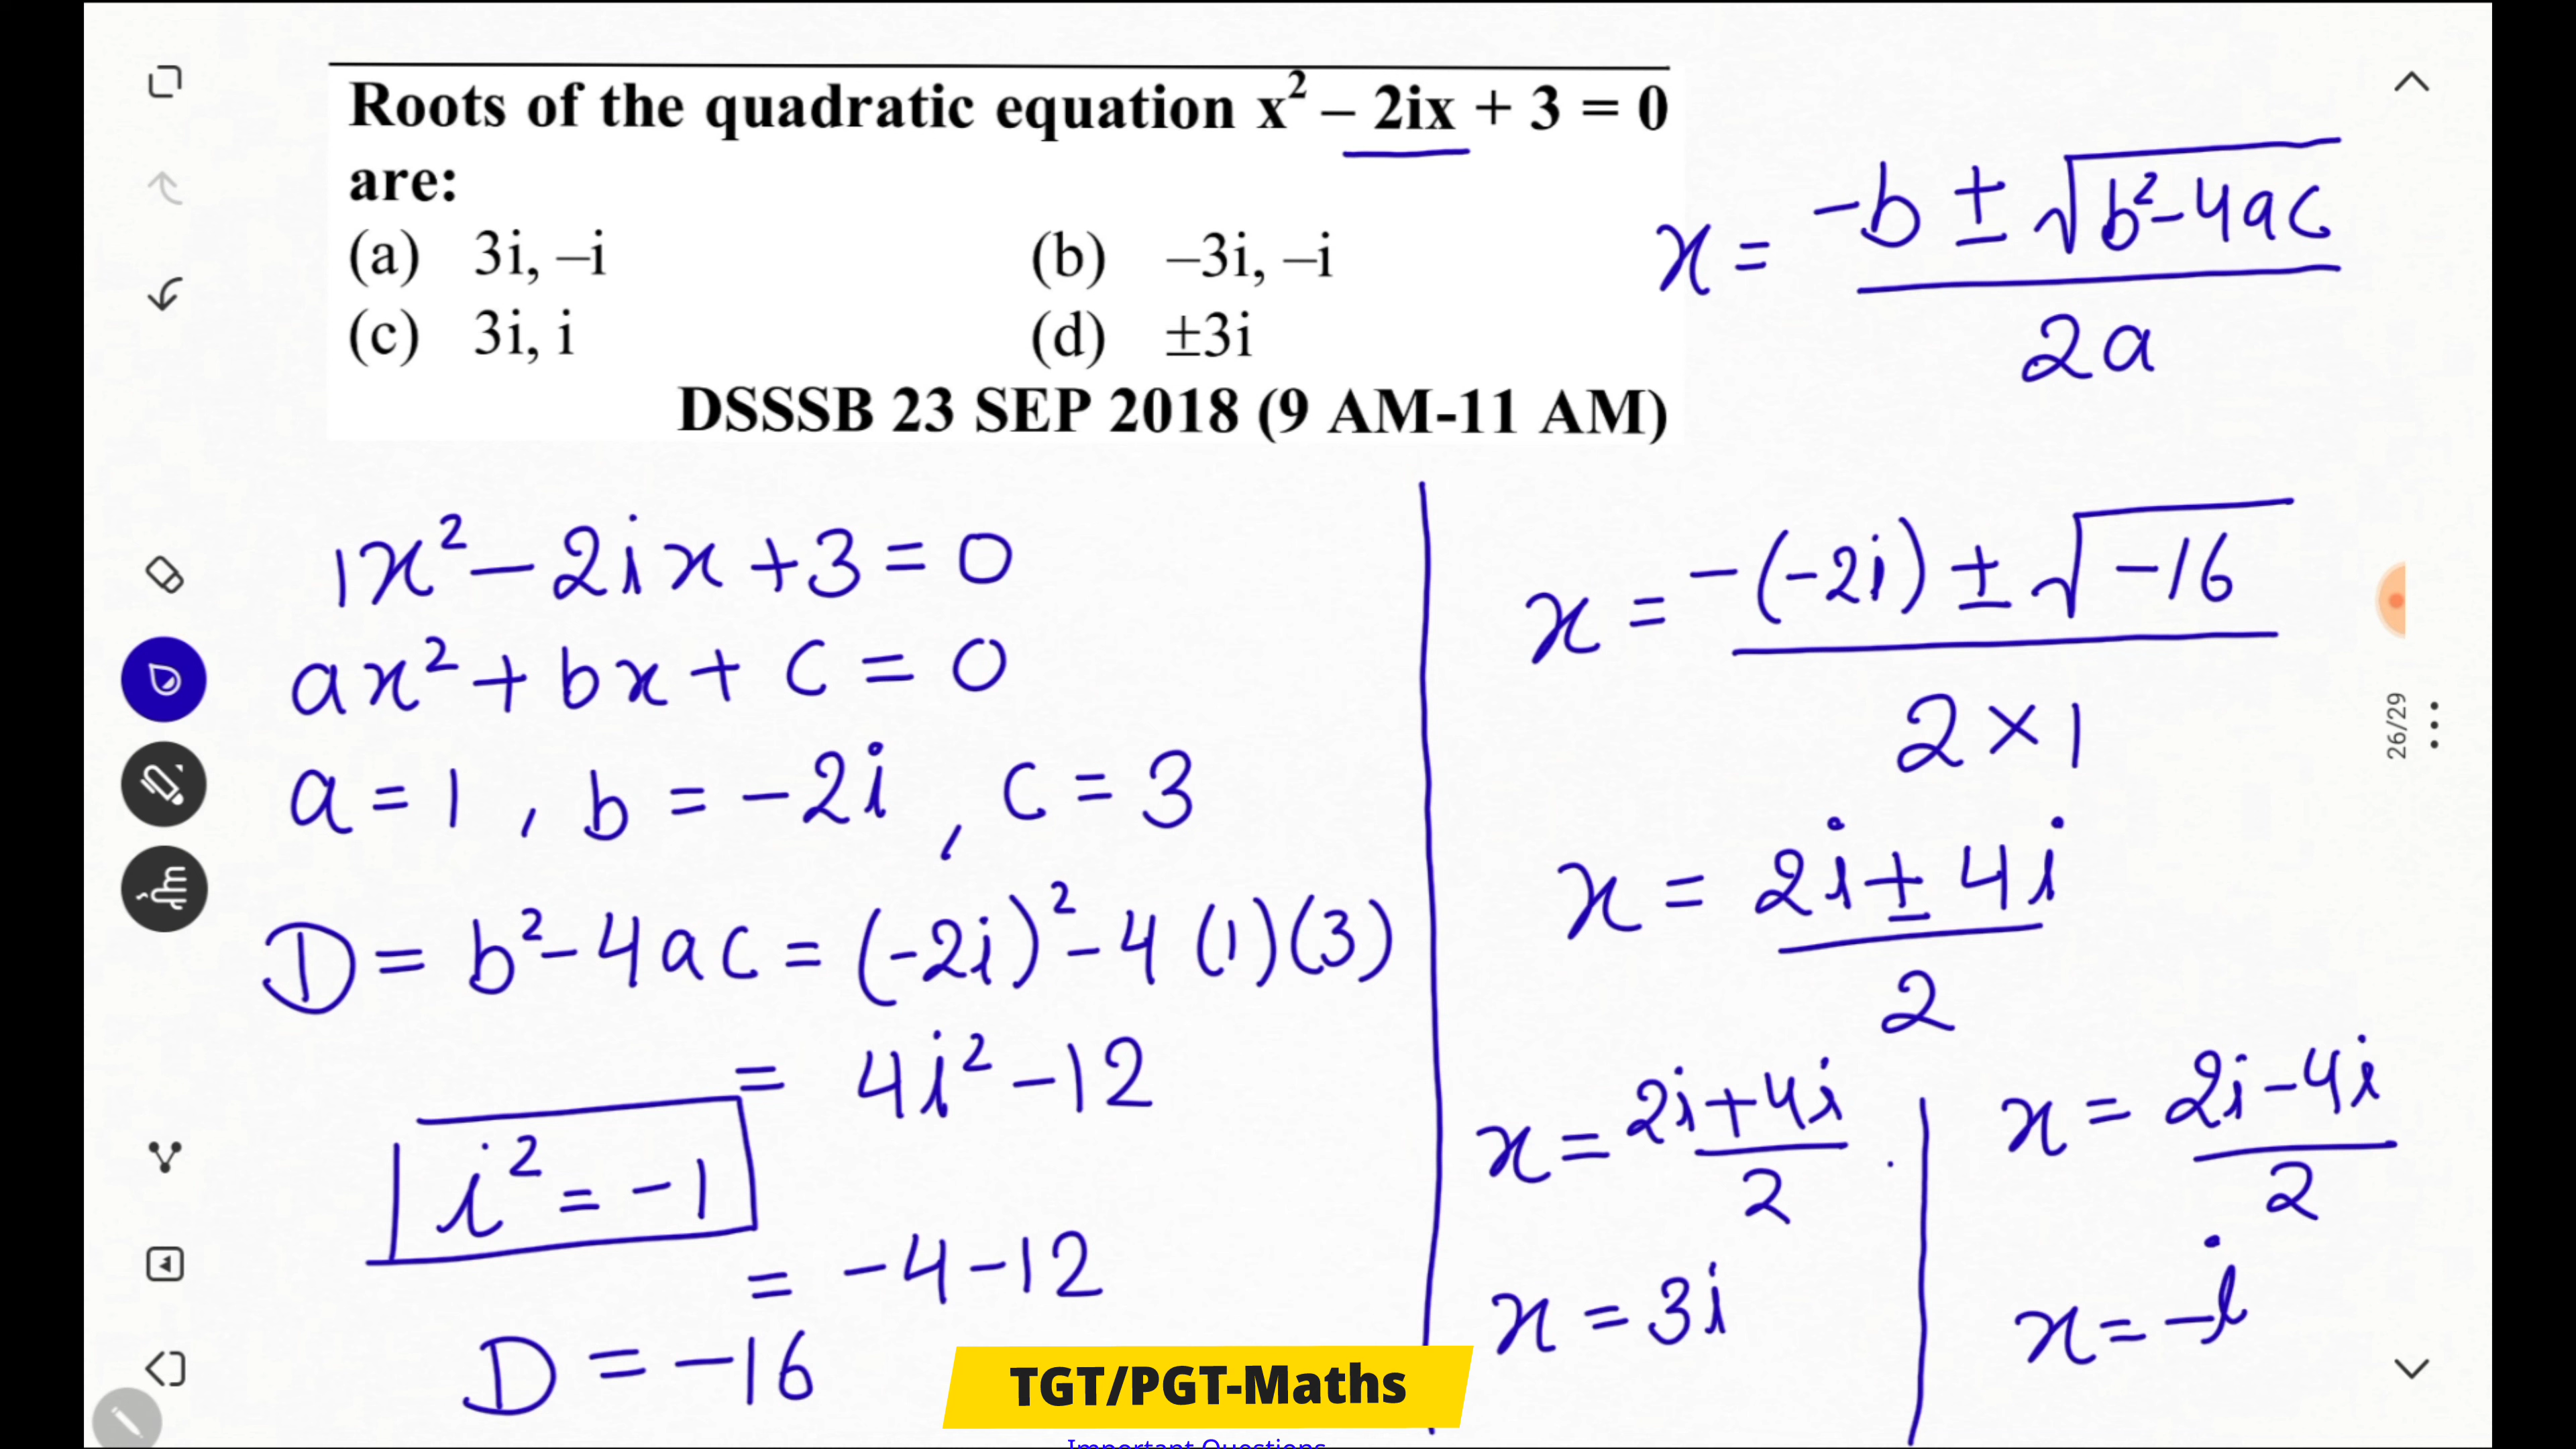 Roots of the quadratic equation x² – 2ix + 3 = 0
are:
(a) 3i, –i (b) –3i, –i
(c) 3i, i (d) ±3i
DSSSB 23 SEP 2018 (9 AM-11 AM)
x = (-b ± √(b²-4ac)) / 2a
1x² - 2ix + 3 = 0
ax² + bx + c = 0
a = 1 , b = -2i , c = 3
D = b² - 4ac = (-2i)² - 4 (1)(3)
= 4i² - 12
i² = -1
= -4 - 12
D = -16
x = (-(-2i) ± √-16) / 2 × 1
x = (2i ± 4i) / 2
x = (2i + 4i) / 2 x = (2i - 4i) / 2
x = 3i x = -i
26/29
TGT/PGT-Maths
Important Questions